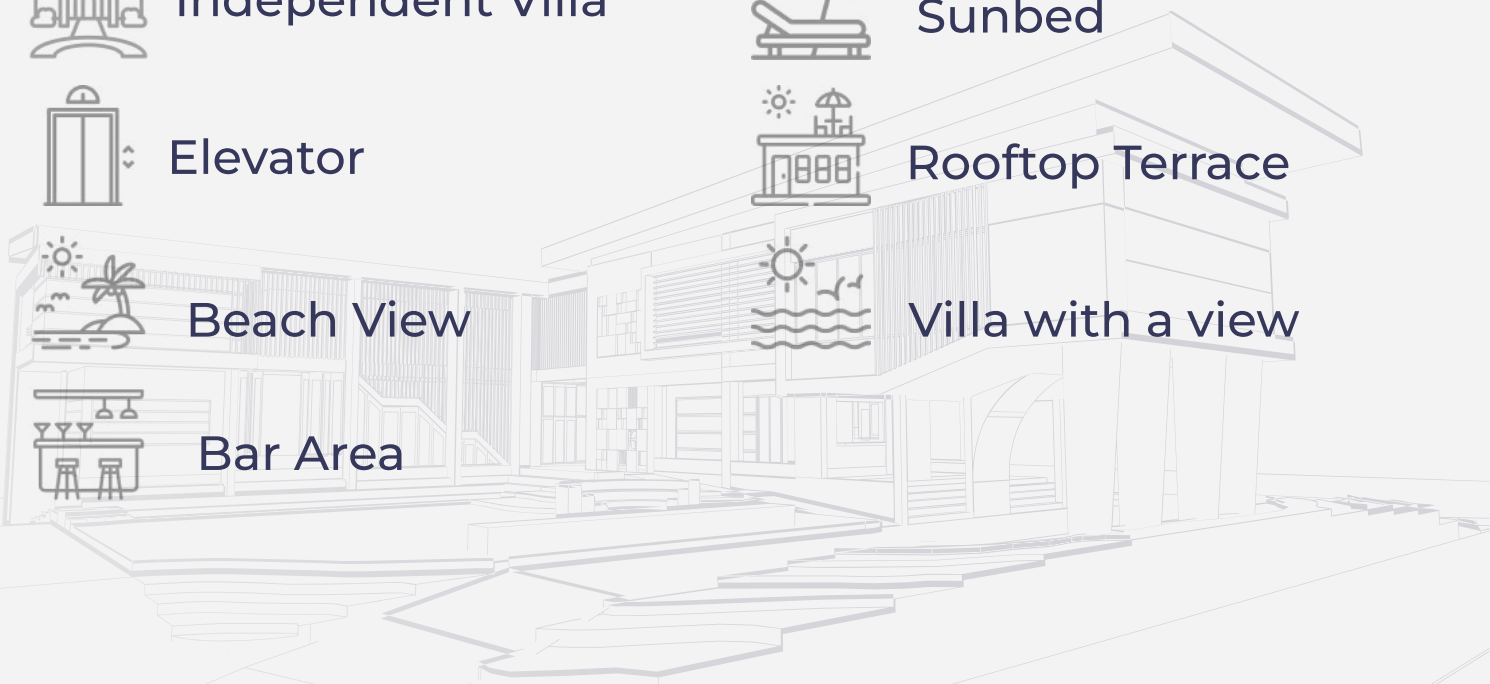 Independent Villa
Sunbed
Elevator
Rooftop Terrace
Beach View
Villa with a view
Bar Area